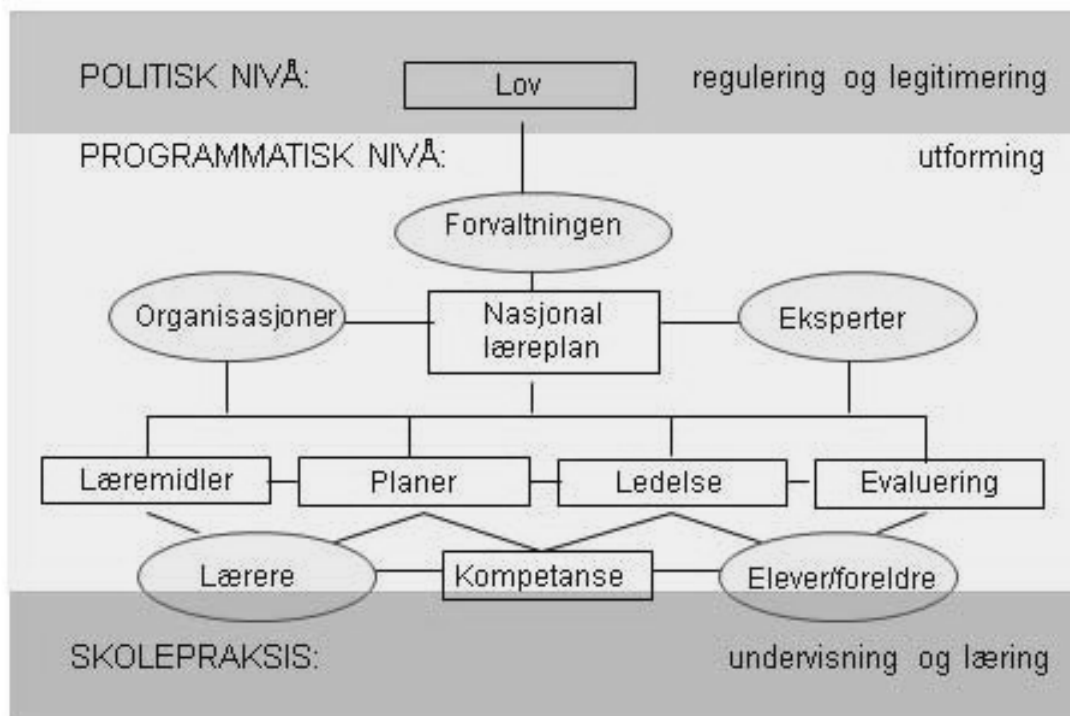 POLITISK NIVÅ: Lov regulering og legitimering
PROGRAMMATISK NIVÅ: utforming
Forvaltningen
Organisasjoner Nasjonal Eksperter
læreplan
Læremidler Planer Ledelse Evaluering
Lærere Kompetanse Elever/foreldre
SKOLEPRAKSIS: undervisning og læring